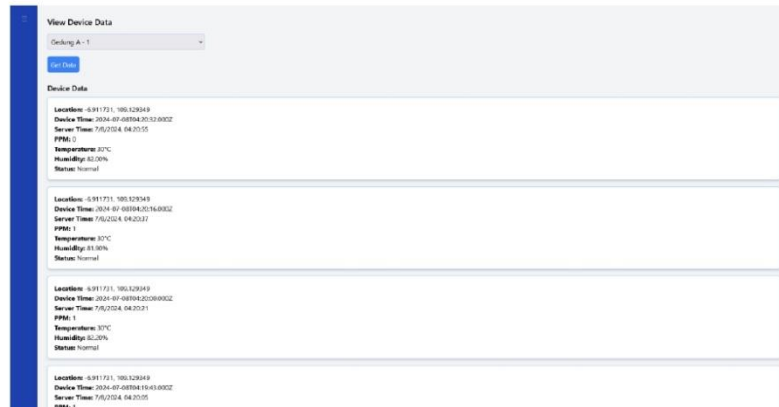 View Device Data
Gedung A - 1
Get Data
Device Data
Location: -6.911731, 109.129349
Device Time: 2024-07-08T04:20:32.000Z
Server Time: 7/8/2024, 04:20:55
PPM: 0
Temperature: 30°C
Humidity: 82.00%
Status: Normal
Location: -6.911731, 109.129349
Device Time: 2024-07-08T04:20:16.000Z
Server Time: 7/8/2024, 04:20:37
PPM: 1
Temperature: 30°C
Humidity: 81.90%
Status: Normal
Location: -6.911731, 109.129349
Device Time: 2024-07-08T04:20:00.000Z
Server Time: 7/8/2024, 04:20:21
PPM: 1
Temperature: 30°C
Humidity: 82.20%
Status: Normal
Location: -6.911731, 109.129349
Device Time: 2024-07-08T04:19:43.000Z
Server Time: 7/8/2024, 04:20:05
PPM: 1